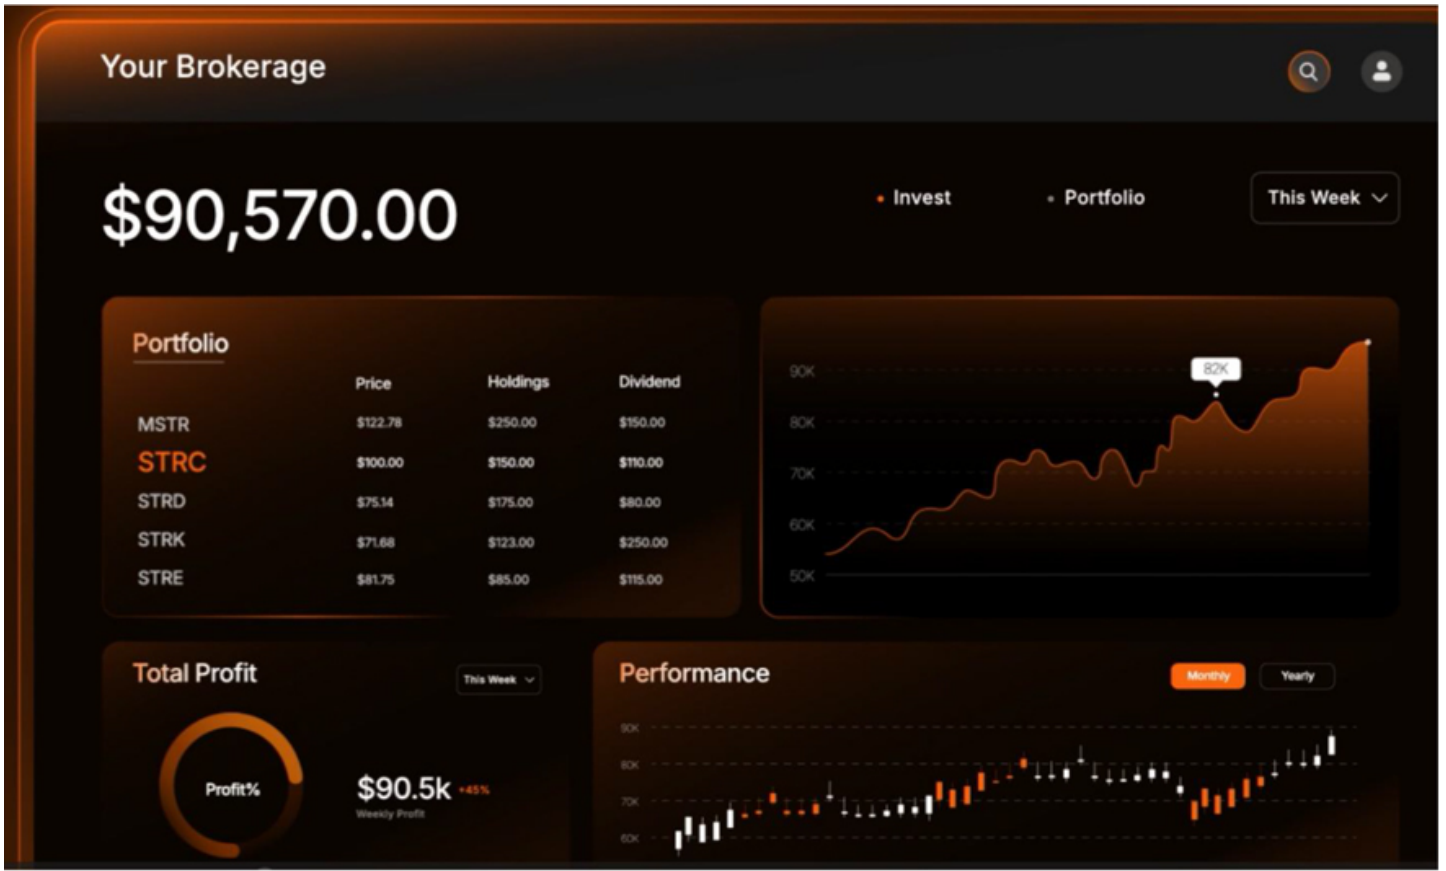 Your Brokerage
$90,570.00
Invest
Portfolio
This Week
Portfolio
Price Holdings Dividend
MSTR $122.78 $250.00 $150.00
STRC $100.00 $150.00 $110.00
STRD $75.14 $175.00 $80.00
STRK $71.68 $123.00 $250.00
STRE $81.75 $85.00 $115.00
82K
90K
80K
70K
60K
50K
Total Profit
This Week
Profit%
$90.5k +45%
Weekly Profit
Performance
Monthly
Yearly
90K
80K
70K
60K